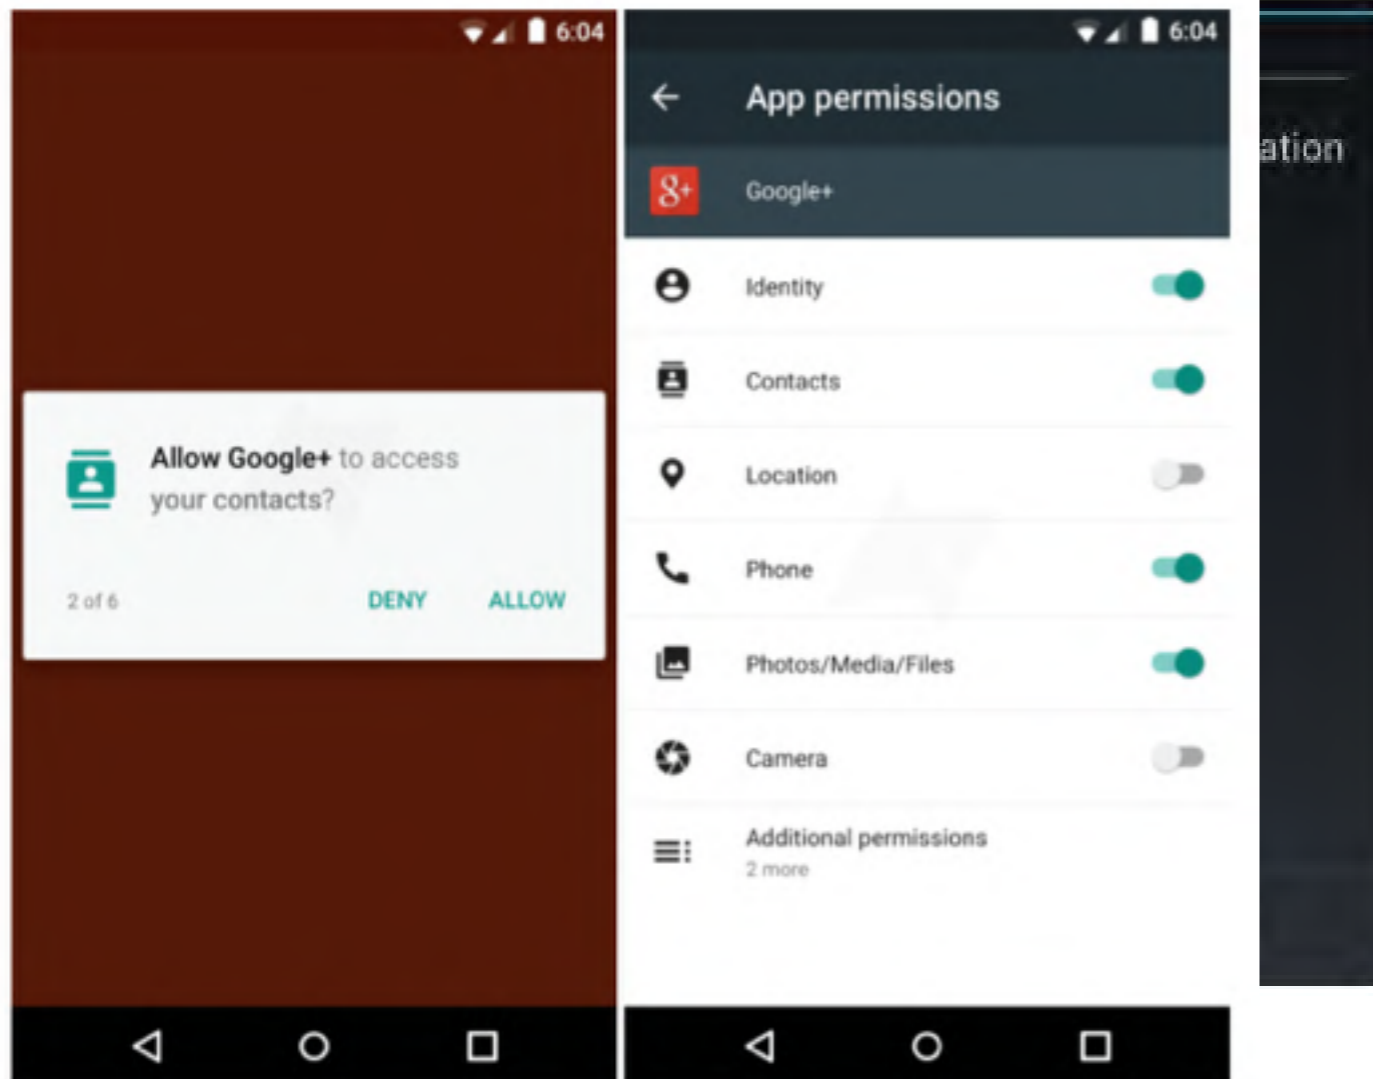 6:04
Allow Google+ to access
your contacts?
2 of 6
DENY
ALLOW
6:04
App permissions
8+
Google+
Identity
Contacts
Location
Phone
Photos/Media/Files
Camera
Additional permissions
2 more
ation